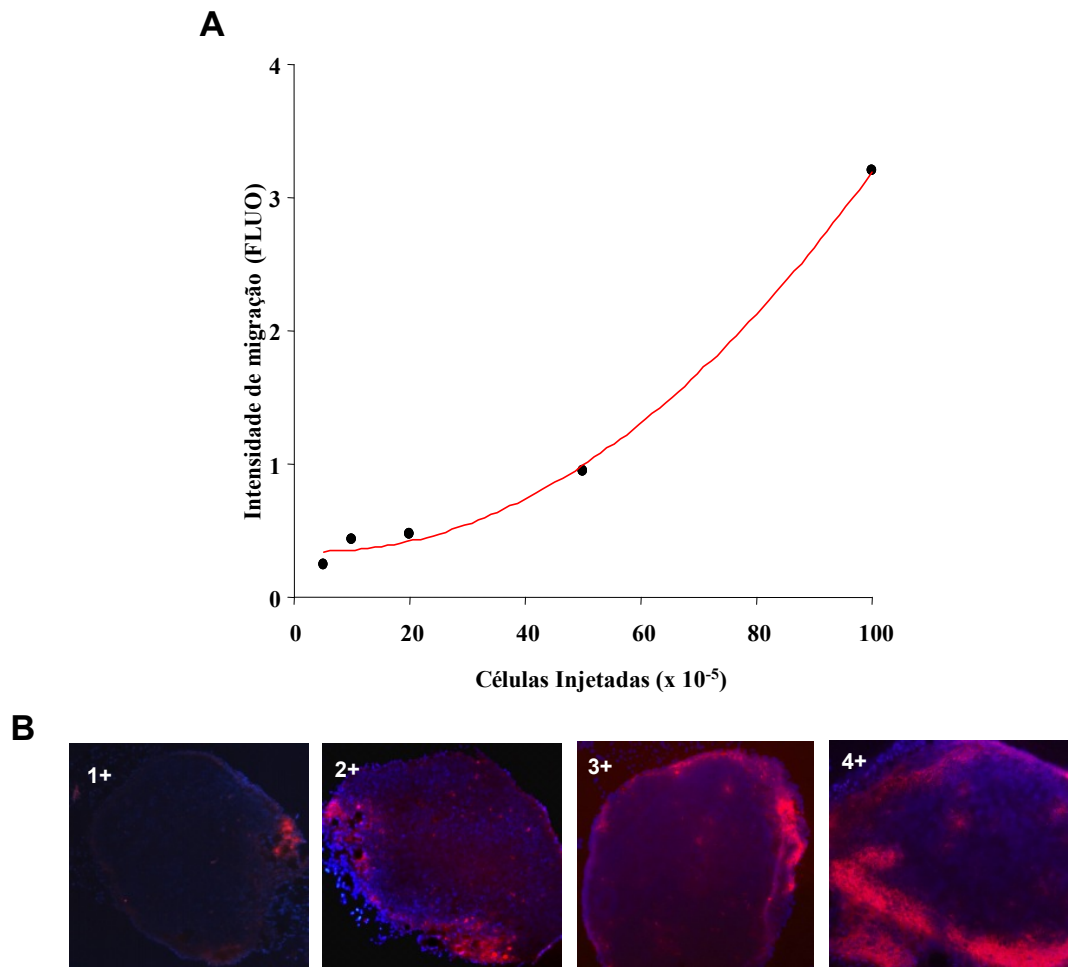 A
4
3
2
1
0
Intensidade de migração (FLUO)
0 20 40 60 80 100
Células Injetadas (x 10⁻⁵)
B
1+ 2+ 3+ 4+